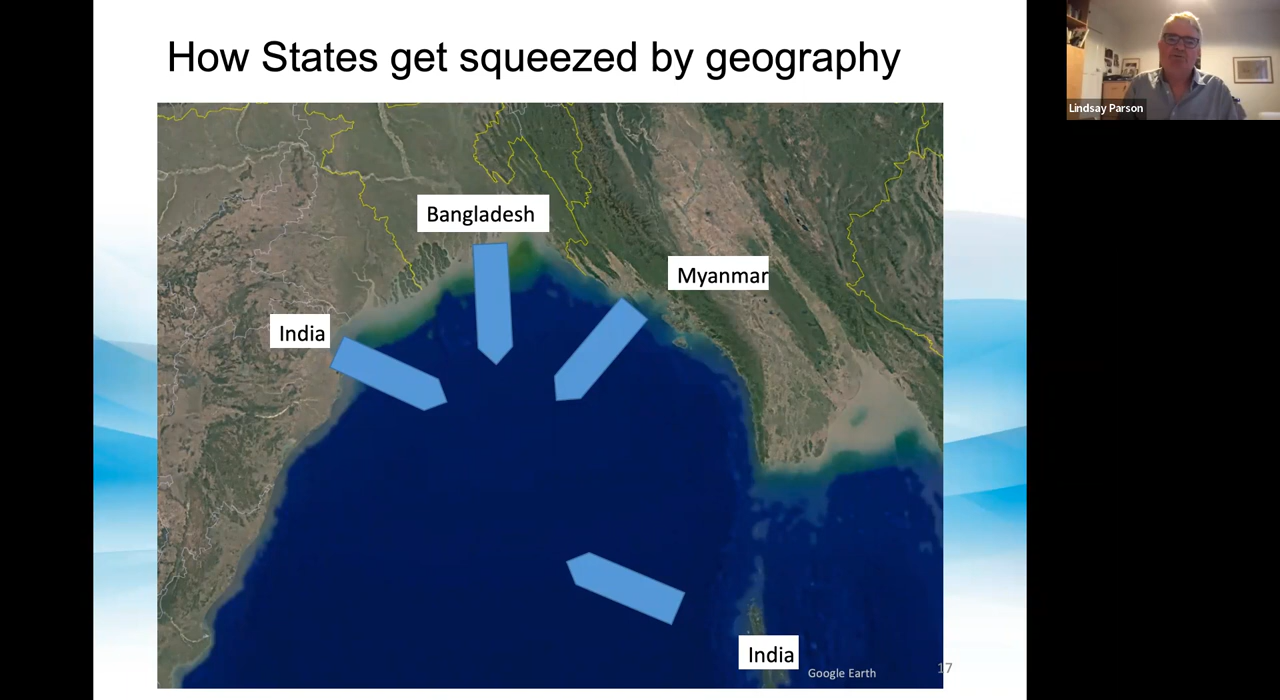 How States get squeezed by geography
Lindsay Parson
Bangladesh
Myanmar
India
India
Google Earth
17